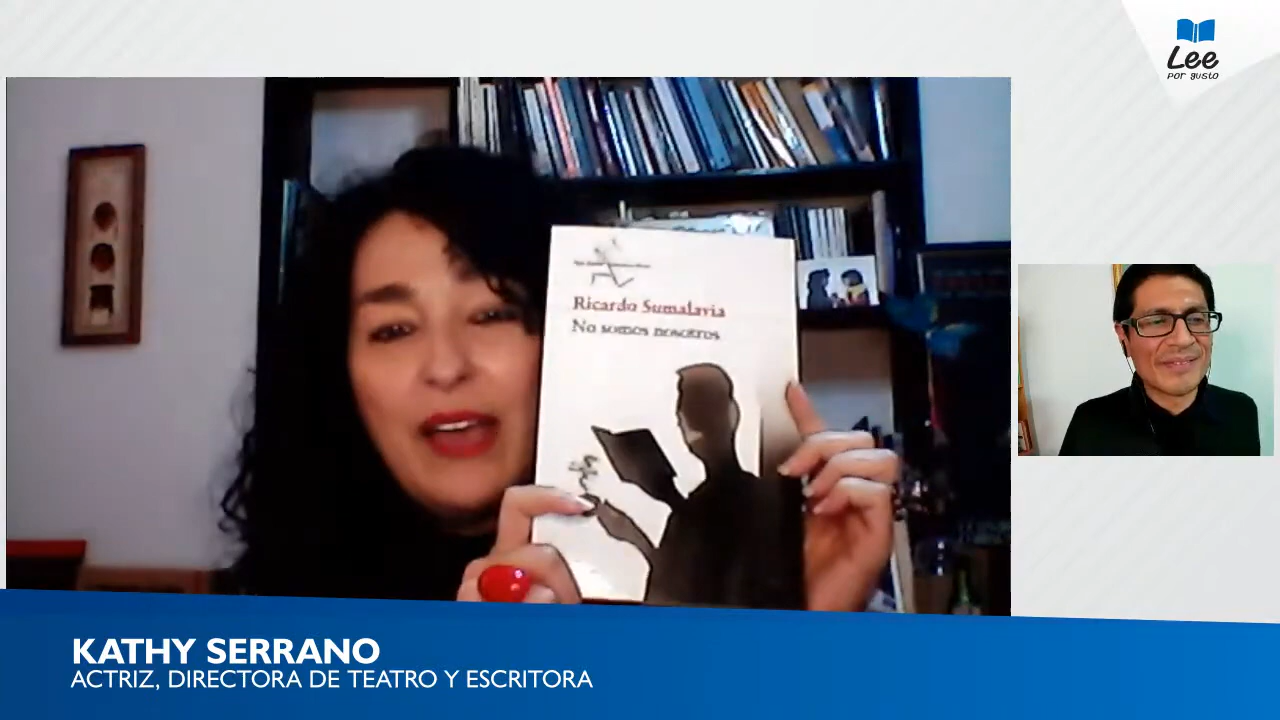 Lee
por gusto
Ricardo Sumalavia
No somos nosotros
KATHY SERRANO
ACTRIZ, DIRECTORA DE TEATRO Y ESCRITORA